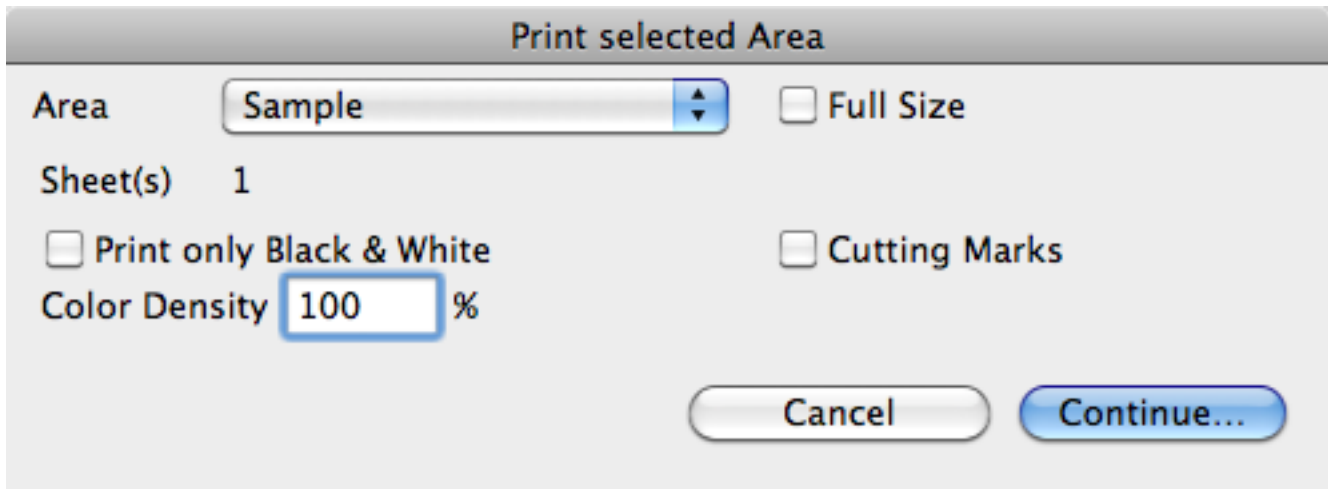 Print selected Area
Area Sample Full Size
Sheet(s) 1
Print only Black & White Cutting Marks
Color Density 100 %
Cancel Continue...